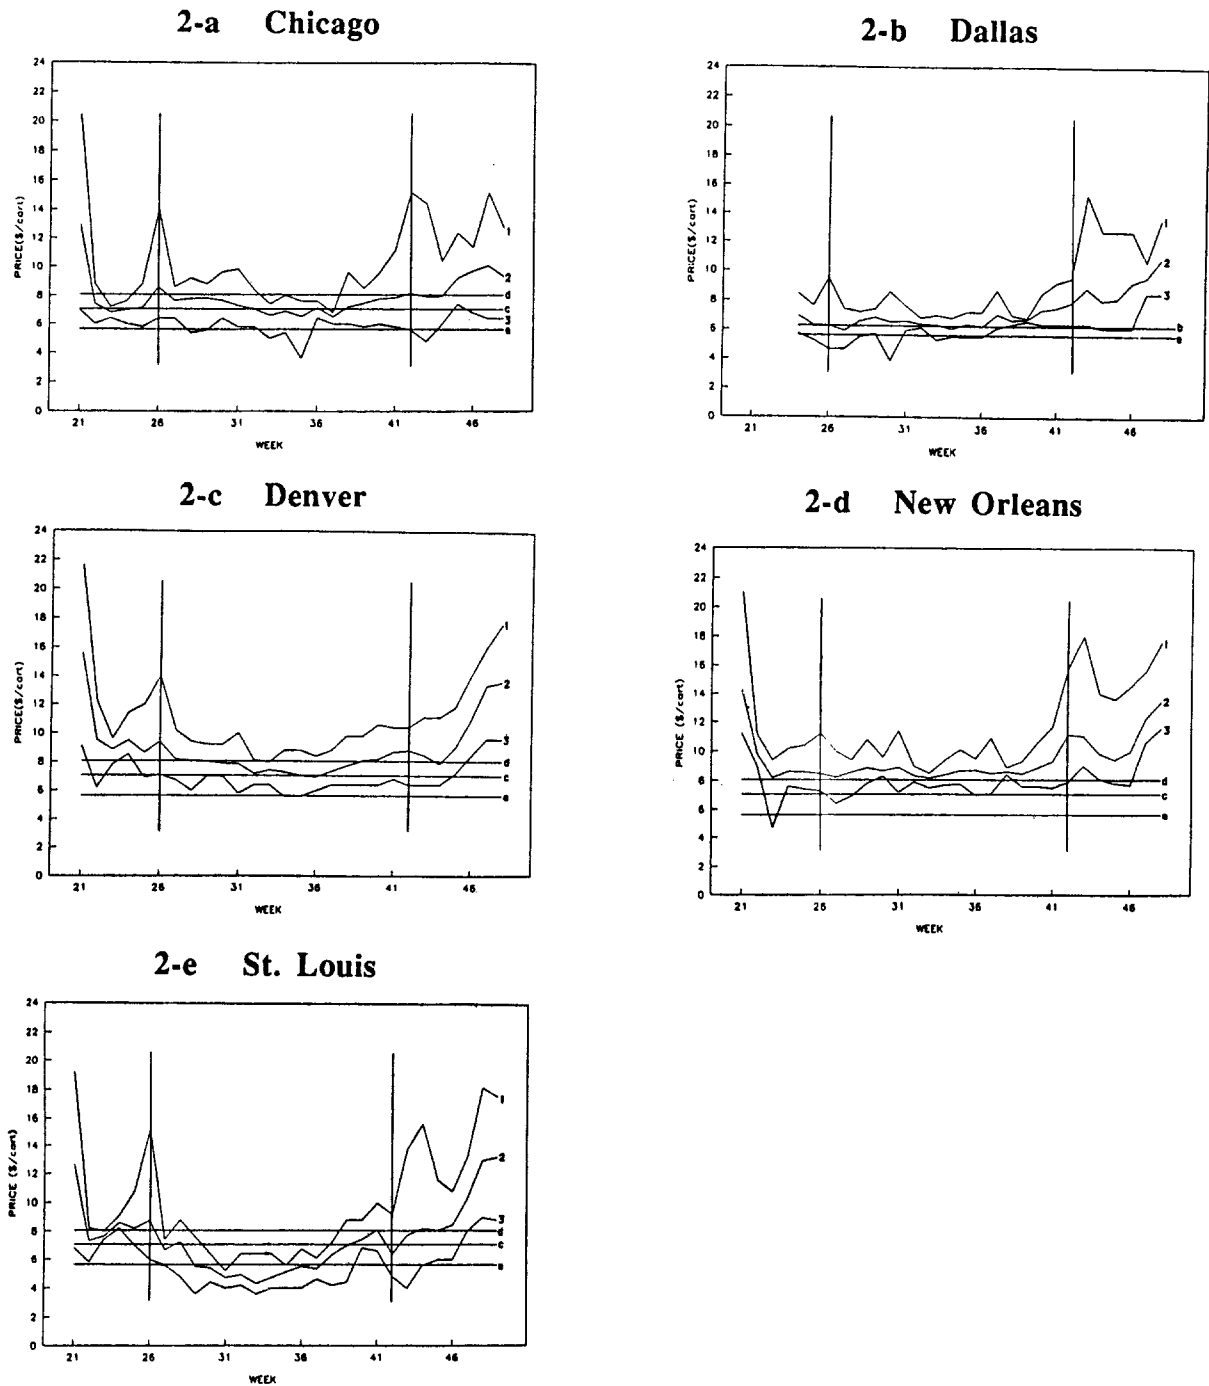 2-a Chicago
24
22
20
18
16
14
12
10
8
6
4
2
0
PRICE($/cart)
1
2
d
c
3
e
21 26 31 36 41 46
WEEK
2-b Dallas
24
22
20
18
16
14
12
10
8
6
4
2
0
PRICE($/cart)
1
2
3
b
e
21 26 31 36 41 46
WEEK
2-c Denver
24
22
20
18
16
14
12
10
8
6
4
2
0
PRICE($/cart)
1
2
3
d
c
e
21 26 31 36 41 46
WEEK
2-d New Orleans
24
22
20
18
16
14
12
10
8
6
4
2
0
PRICE ($/cart)
1
2
3
d
c
e
21 26 31 36 41 46
WEEK
2-e St. Louis
24
22
20
18
16
14
12
10
8
6
4
2
0
PRICE ($/cart)
1
2
3
d
c
e
21 26 31 36 41 46
WEEK